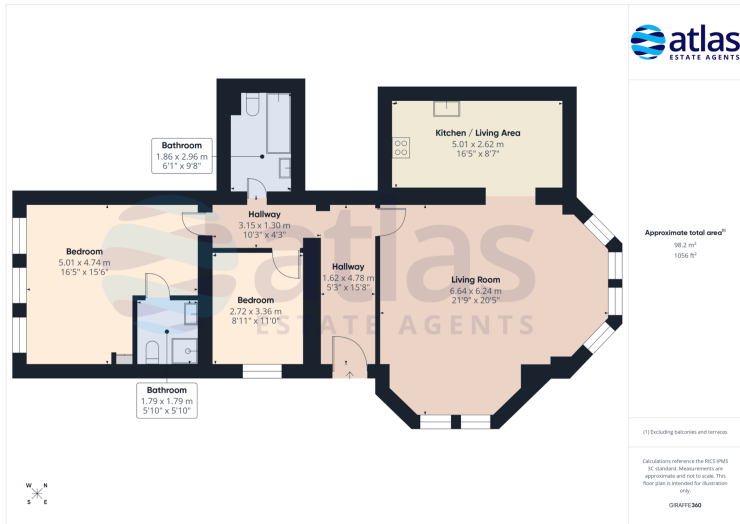 atlas
ESTATE AGENTS
Bathroom
1.86 x 2.96 m
6'1" x 9'8"
Kitchen / Living Area
5.01 x 2.62 m
16'5" x 8'7"
Hallway
3.15 x 1.30 m
10'3" x 4'3"
Bedroom
5.01 x 4.74 m
16'5" x 15'6"
Hallway
1.62 x 4.78 m
5'3" x 15'8"
Living Room
6.64 x 6.24 m
21'9" x 20'5"
Bedroom
2.72 x 3.36 m
8'11" x 11'0"
atlas
ESTATE AGENTS
Bathroom
1.79 x 1.79 m
5'10" x 5'10"
Approximate total area(1)
98.2 m²
1056 ft²
(1) Excluding balconies and terraces
Calculations reference the RICS IPMS
3C standard. Measurements are
approximate and not to scale. This
floor plan is intended for illustration
only.
GIRAFFE360
W N
S E